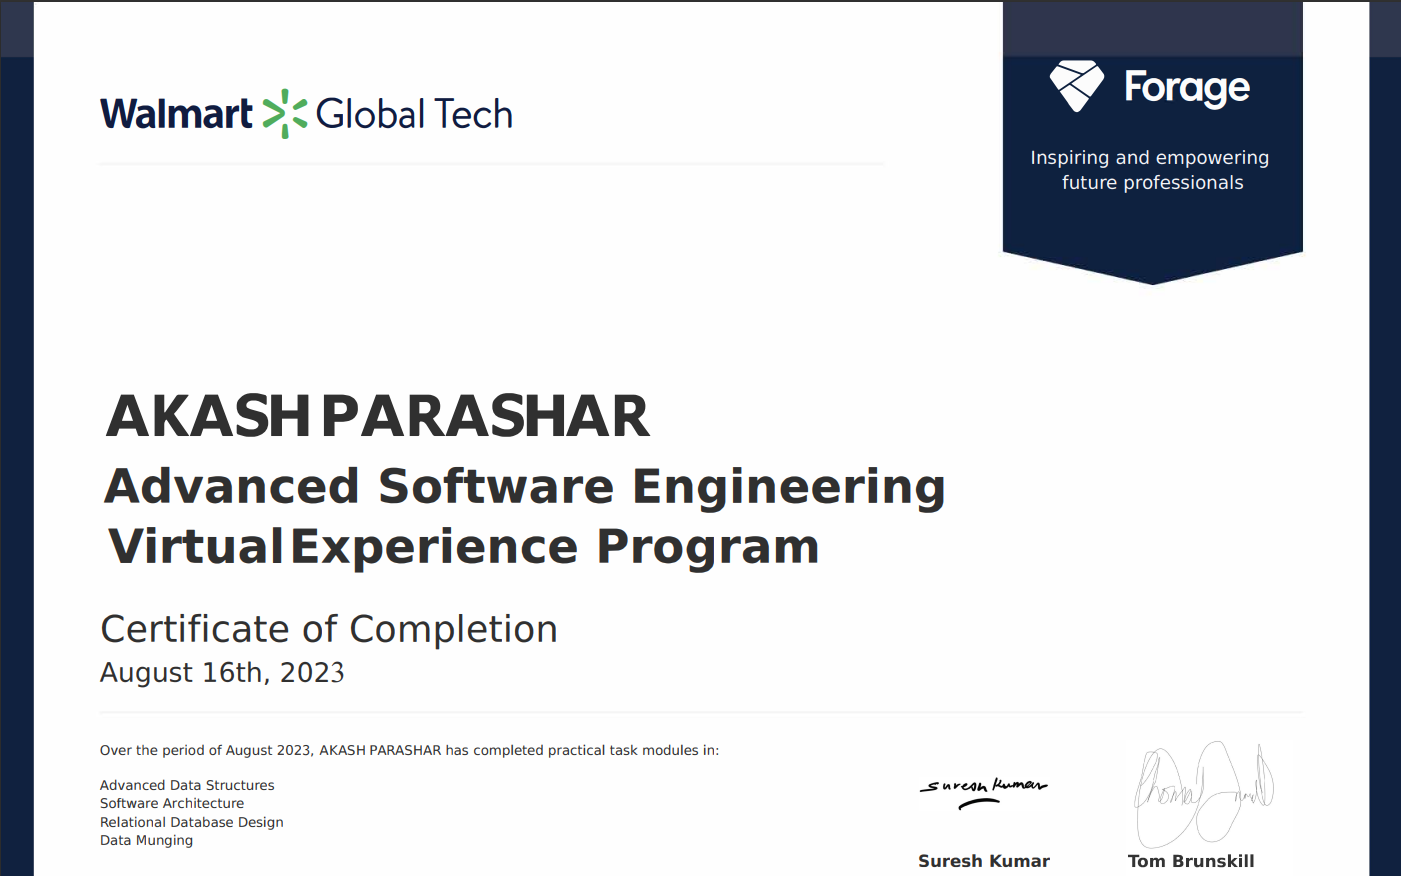 Walmart Global Tech
Forage
Inspiring and empowering
future professionals
AKASH PARASHAR
Advanced Software Engineering
Virtual Experience Program
Certificate of Completion
August 16th, 2023
Over the period of August 2023, AKASH PARASHAR has completed practical task modules in:
Advanced Data Structures
Software Architecture
Relational Database Design
Data Munging
Suresh Kumar
Suresh Kumar
Tom Brunskill